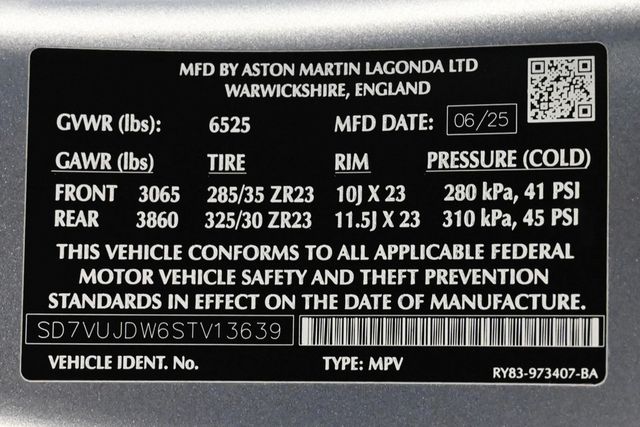 MFD BY ASTON MARTIN LAGONDA LTD
WARWICKSHIRE, ENGLAND
GVWR (lbs): 6525 MFD DATE: 06/25
GAWR (lbs) TIRE RIM PRESSURE (COLD)
FRONT 3065 285/35 ZR23 10J X 23 280 kPa, 41 PSI
REAR 3860 325/30 ZR23 11.5J X 23 310 kPa, 45 PSI
THIS VEHICLE CONFORMS TO ALL APPLICABLE FEDERAL
MOTOR VEHICLE SAFETY AND THEFT PREVENTION
STANDARDS IN EFFECT ON THE DATE OF MANUFACTURE.
SD7VUJDW6STV13639
VEHICLE IDENT. No. TYPE: MPV RY83-973407-BA